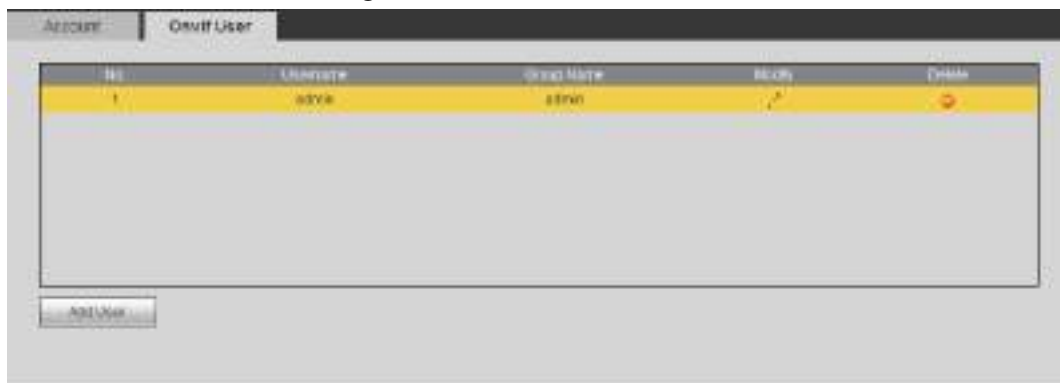 Account Onvif User
No. Username Group Name Modify Delete
1 admin admin
Add User